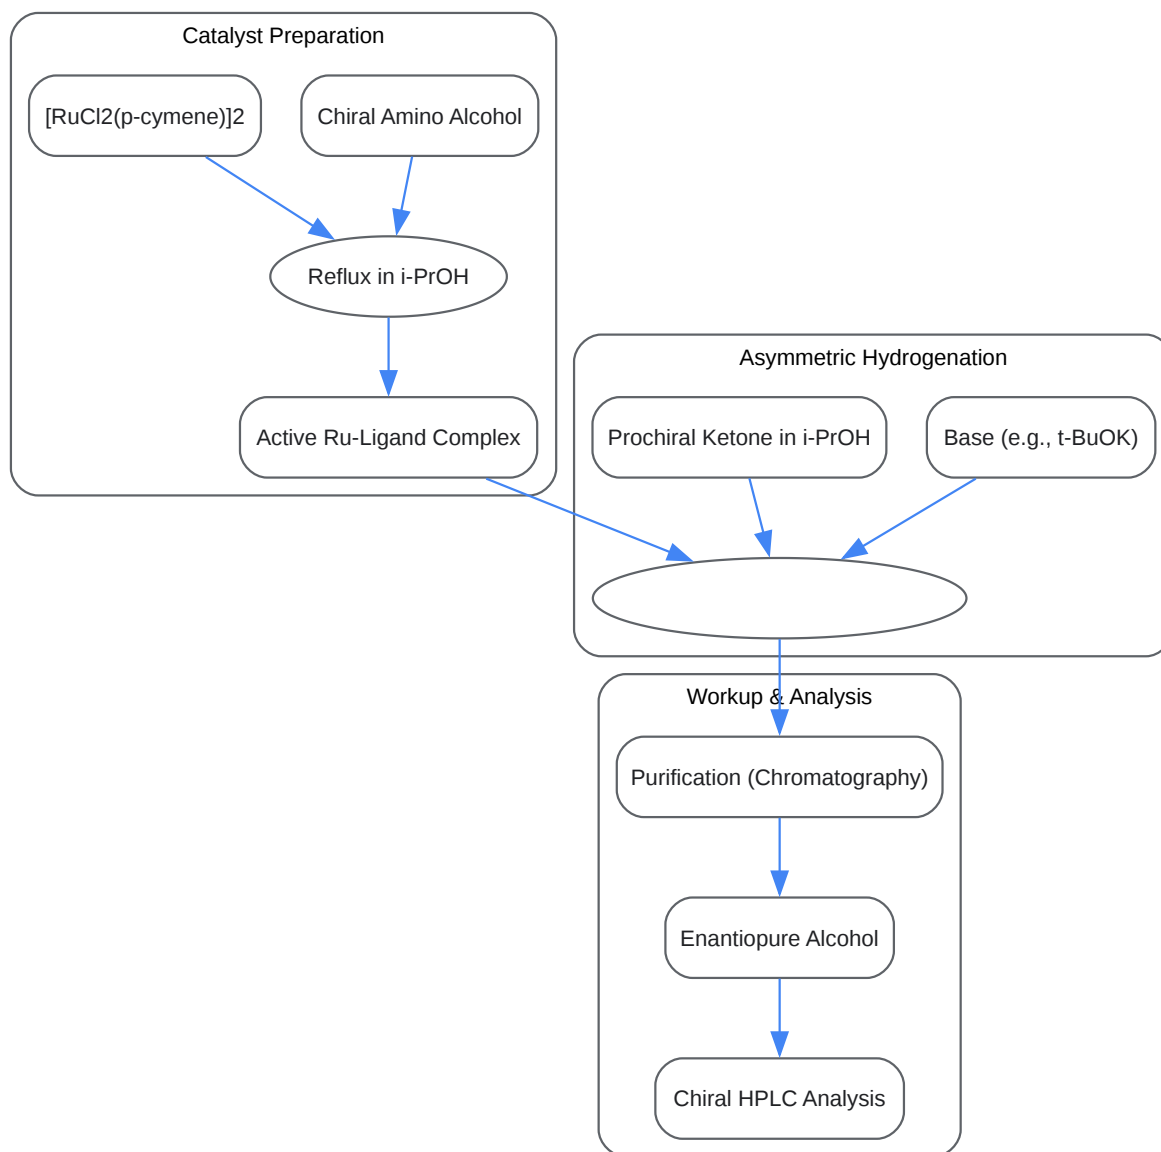 Catalyst Preparation
[RuCl2(p-cymene)]2
Chiral Amino Alcohol
Reflux in i-PrOH
Active Ru-Ligand Complex
Asymmetric Hydrogenation
Prochiral Ketone in i-PrOH
Base (e.g., t-BuOK)
Workup & Analysis
Purification (Chromatography)
Enantiopure Alcohol
Chiral HPLC Analysis